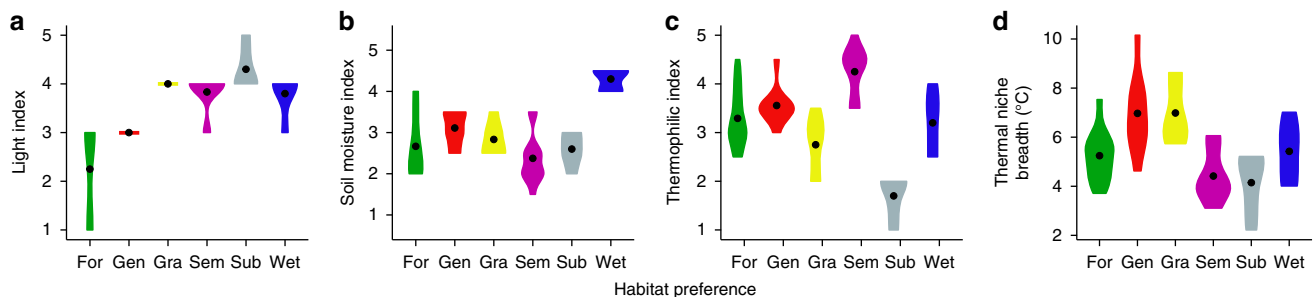 a
Light index
5
4
3
2
1
For Gen Gra Sem Sub Wet
b
Soil moisture index
5
4
3
2
1
For Gen Gra Sem Sub Wet
c
Thermophilic index
5
4
3
2
1
For Gen Gra Sem Sub Wet
d
Thermal niche
breadth (°C)
10
8
6
4
2
For Gen Gra Sem Sub Wet
Habitat preference